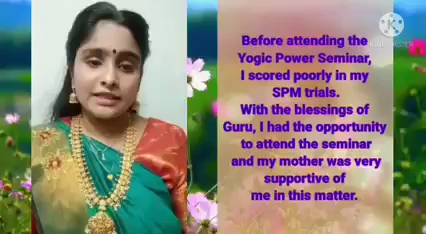 Before attending the
Yogic Power Seminar,
I scored poorly in my
SPM trials.
With the blessings of
Guru, I had the opportunity
to attend the seminar
and my mother was very
supportive of
me in this matter.